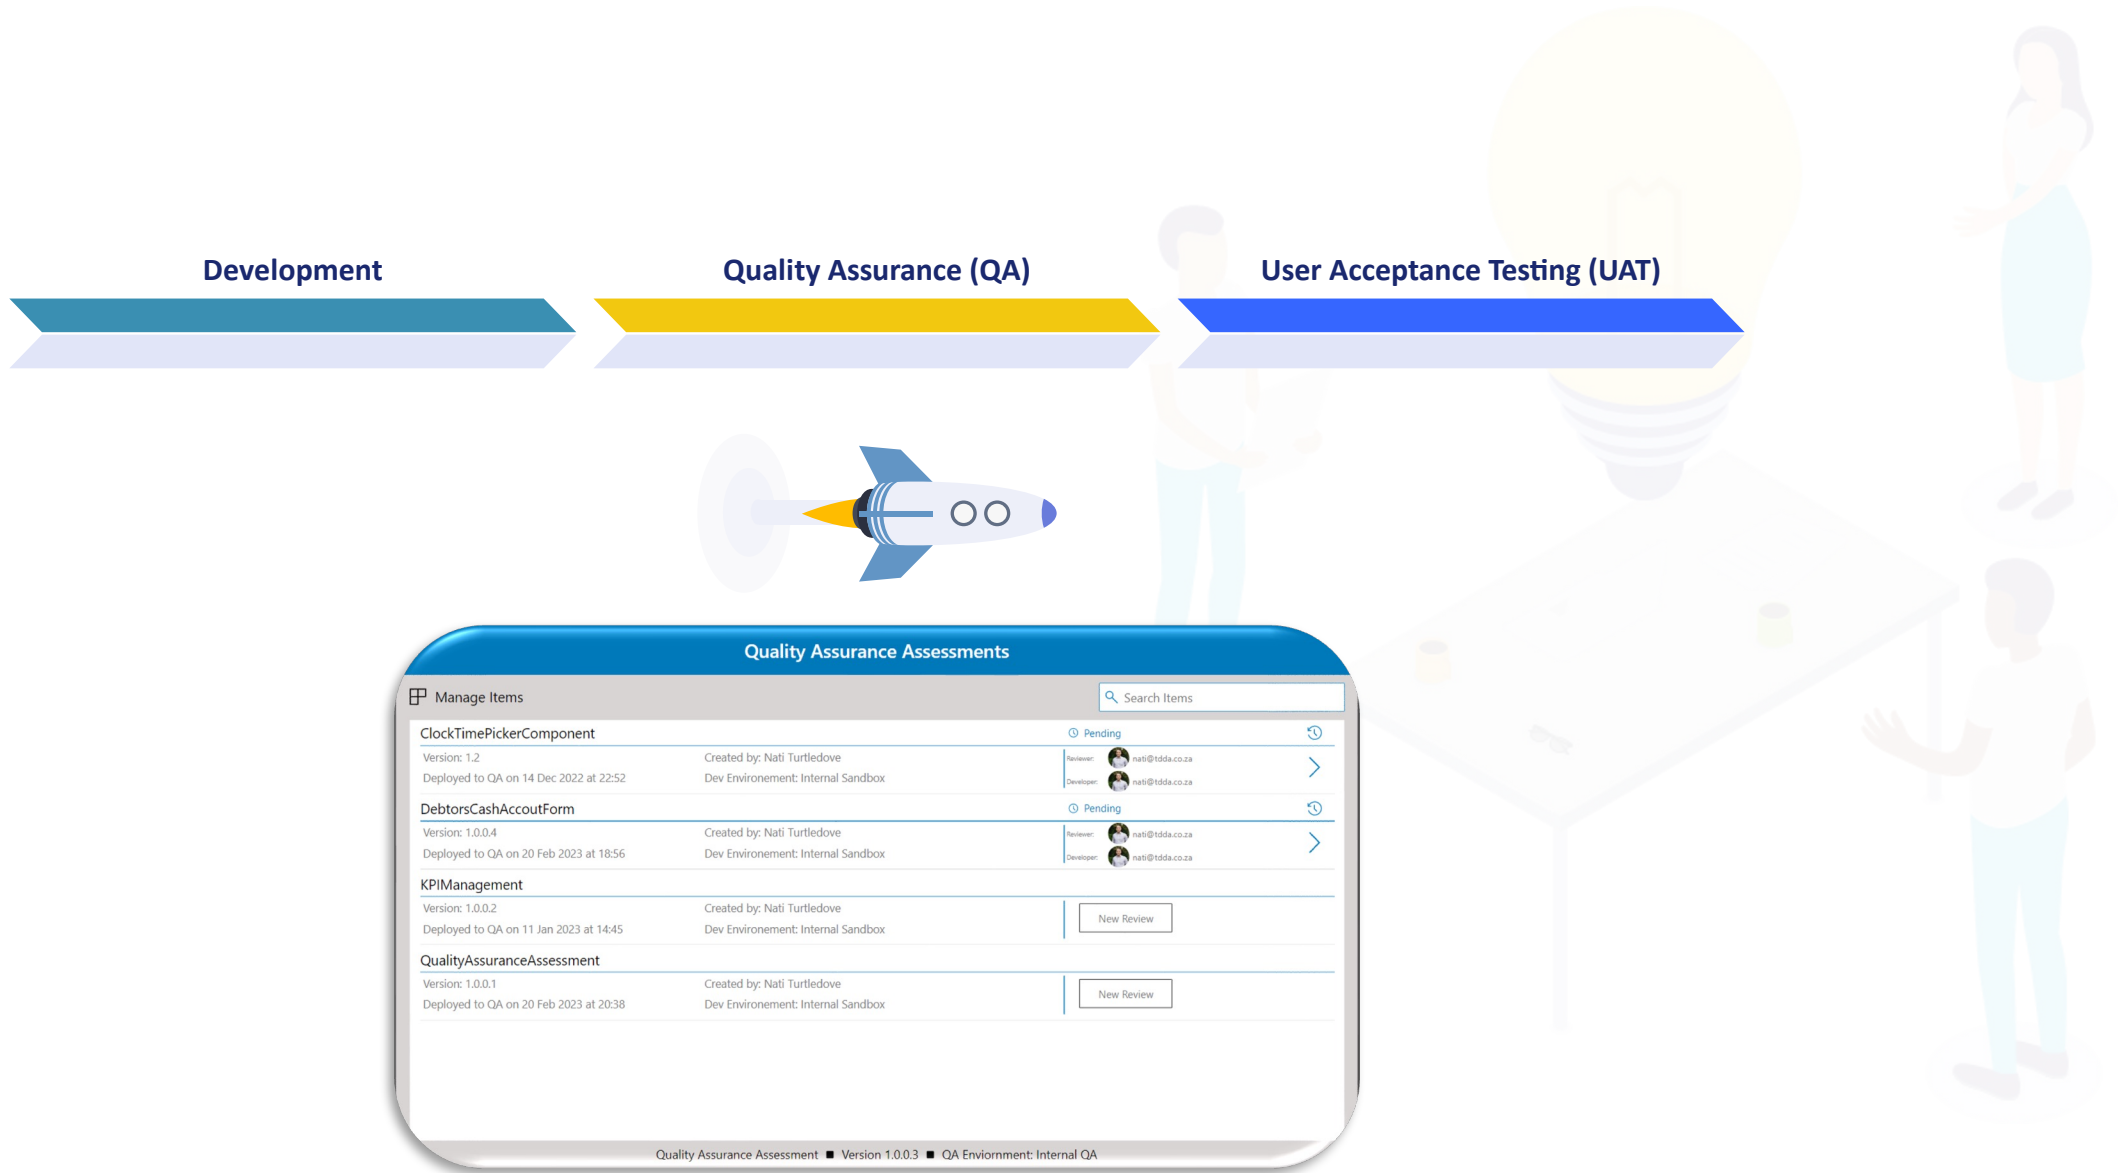 Development
Quality Assurance (QA)
User Acceptance Testing (UAT)
Quality Assurance Assessments
Manage Items
Search Items
ClockTimePickerComponent
Pending
Version: 1.2
Created by: Nati Turtledove
Reviewer: nati@tdda.co.za
Deployed to QA on 14 Dec 2022 at 22:52
Dev Environement: Internal Sandbox
Developer: nati@tdda.co.za
DebtorsCashAccoutForm
Pending
Version: 1.0.0.4
Created by: Nati Turtledove
Reviewer: nati@tdda.co.za
Deployed to QA on 20 Feb 2023 at 18:56
Dev Environement: Internal Sandbox
Developer: nati@tdda.co.za
KPIManagement
Version: 1.0.0.2
Created by: Nati Turtledove
New Review
Deployed to QA on 11 Jan 2023 at 14:45
Dev Environement: Internal Sandbox
QualityAssuranceAssessment
Version: 1.0.0.1
Created by: Nati Turtledove
New Review
Deployed to QA on 20 Feb 2023 at 20:38
Dev Environement: Internal Sandbox
Quality Assurance Assessment ■ Version 1.0.0.3 ■ QA Enviornment: Internal QA